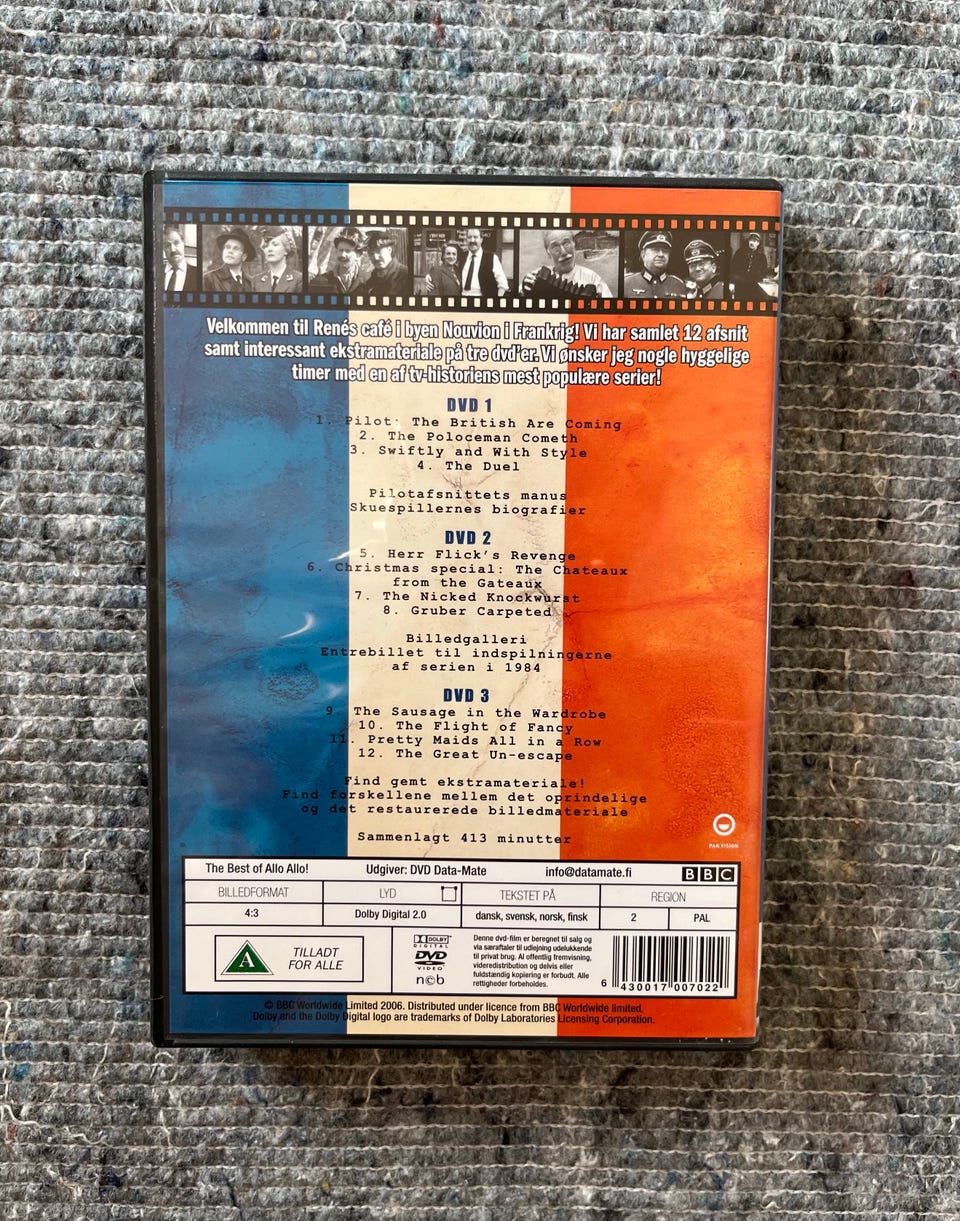 Velkommen til Renés café i byen Nouvion i Frankrig! Vi har samlet 12 afsnit
samt interessant ekstramateriale på tre dvd'er. Vi ønsker jeg nogle hyggelige
timer med en af tv-historiens mest populære serier!
DVD 1
1. Pilot: The British Are Coming
2. The Poloceman Cometh
3. Swiftly and With Style
4. The Duel
Pilotafsnittets manus
Skuespillernes biografier
DVD 2
5. Herr Flick's Revenge
6. Christmas special: The Chateaux
from the Gateaux
7. The Nicked Knockwurst
8. Gruber Carpeted
Billedgalleri
Entrebillet til indspilningerne
af serien i 1984
DVD 3
9. The Sausage in the Wardrobe
10. The Flight of Fancy
11. Pretty Maids All in a Row
12. The Great Un-escape
Find gemt ekstramateriale!
Find forskellene mellem det oprindelige
og det restaurerede billedmateriale
Sammenlagt 413 minutter
PAN VISION
The Best of Allo Allo! Udgiver: DVD Data-Mate info@datamate.fi BBC
BILLEDFORMAT LYD TEKSTET PÅ REGION
4:3 Dolby Digital 2.0 dansk, svensk, norsk, finsk 2 PAL
A TILLADT
FOR ALLE
DOLBY
DIGITAL
DVD
VIDEO
ncb
Denne dvd-film er beregnet til salg og
via særaftaler til udlejning udelukkende
til privat brug. Al offentlig fremvisning,
videredistribution og delvis eller
fuldstændig kopiering er forbudt. Alle
rettigheder forbeholdes.
6 430017 007022
© BBC Worldwide Limited 2006. Distributed under licence from BBC Worldwide limited.
Dolby and the Dolby Digital logo are trademarks of Dolby Laboratories Licensing Corporation.